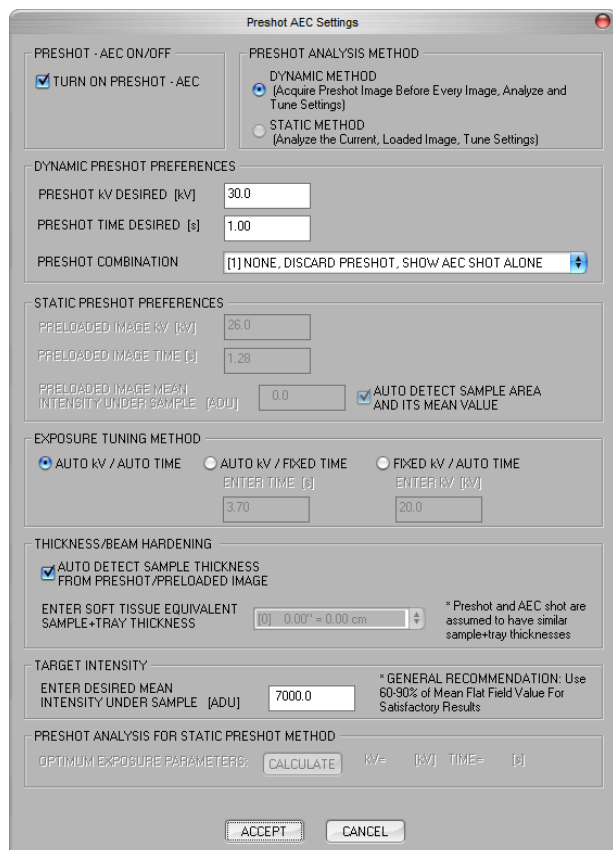 Preshot AEC Settings
PRESHOT - AEC ON/OFF
TURN ON PRESHOT - AEC
PRESHOT ANALYSIS METHOD
DYNAMIC METHOD
(Acquire Preshot Image Before Every Image, Analyze and
Tune Settings)
STATIC METHOD
(Analyze the Current, Loaded Image, Tune Settings)
DYNAMIC PRESHOT PREFERENCES
PRESHOT kV DESIRED [kV]
30.0
PRESHOT TIME DESIRED [s]
1.00
PRESHOT COMBINATION
[1] NONE, DISCARD PRESHOT, SHOW AEC SHOT ALONE
STATIC PRESHOT PREFERENCES
PRELOADED IMAGE kV [kV]
26.0
PRELOADED IMAGE TIME [s]
1.28
PRELOADED IMAGE MEAN
INTENSITY UNDER SAMPLE [ADU]
0.0
AUTO DETECT SAMPLE AREA
AND ITS MEAN VALUE
EXPOSURE TUNING METHOD
AUTO kV / AUTO TIME
AUTO kV / FIXED TIME
ENTER TIME [s]
3.70
FIXED kV / AUTO TIME
ENTER kV [kV]
20.0
THICKNESS/BEAM HARDENING
AUTO DETECT SAMPLE THICKNESS
FROM PRESHOT/PRELOADED IMAGE
ENTER SOFT TISSUE EQUIVALENT
SAMPLE+TRAY THICKNESS
[0] 0.00" = 0.00 cm
* Preshot and AEC shot are
assumed to have similar
sample+tray thicknesses
TARGET INTENSITY
ENTER DESIRED MEAN
INTENSITY UNDER SAMPLE [ADU]
7000.0
* GENERAL RECOMMENDATION: Use
60-90% of Mean Flat Field Value For
Satisfactory Results
PRESHOT ANALYSIS FOR STATIC PRESHOT METHOD
OPTIMUM EXPOSURE PARAMETERS:
CALCULATE
kV= [kV] TIME= [s]
ACCEPT
CANCEL